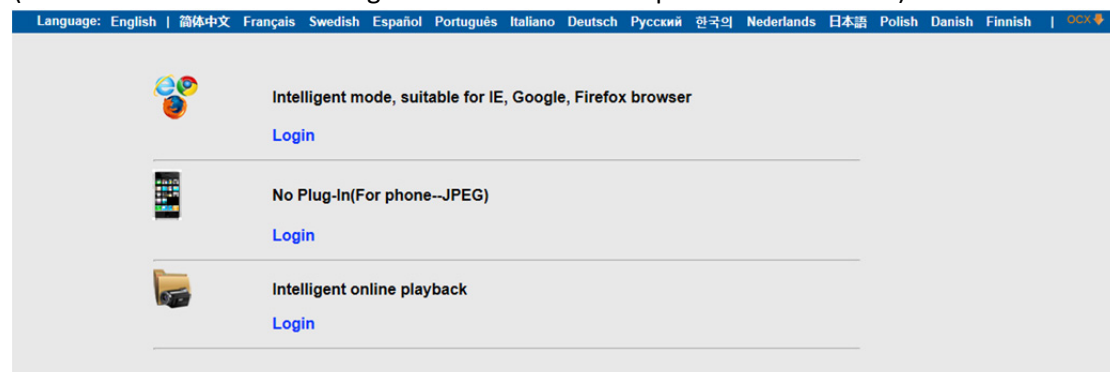 Language: English | 简体中文 Français Swedish Español Português Italiano Deutsch Русский 한국의 Nederlands 日本語 Polish Danish Finnish | OCX
Intelligent mode, suitable for IE, Google, Firefox browser
Login
No Plug-In(For phone--JPEG)
Login
Intelligent online playback
Login